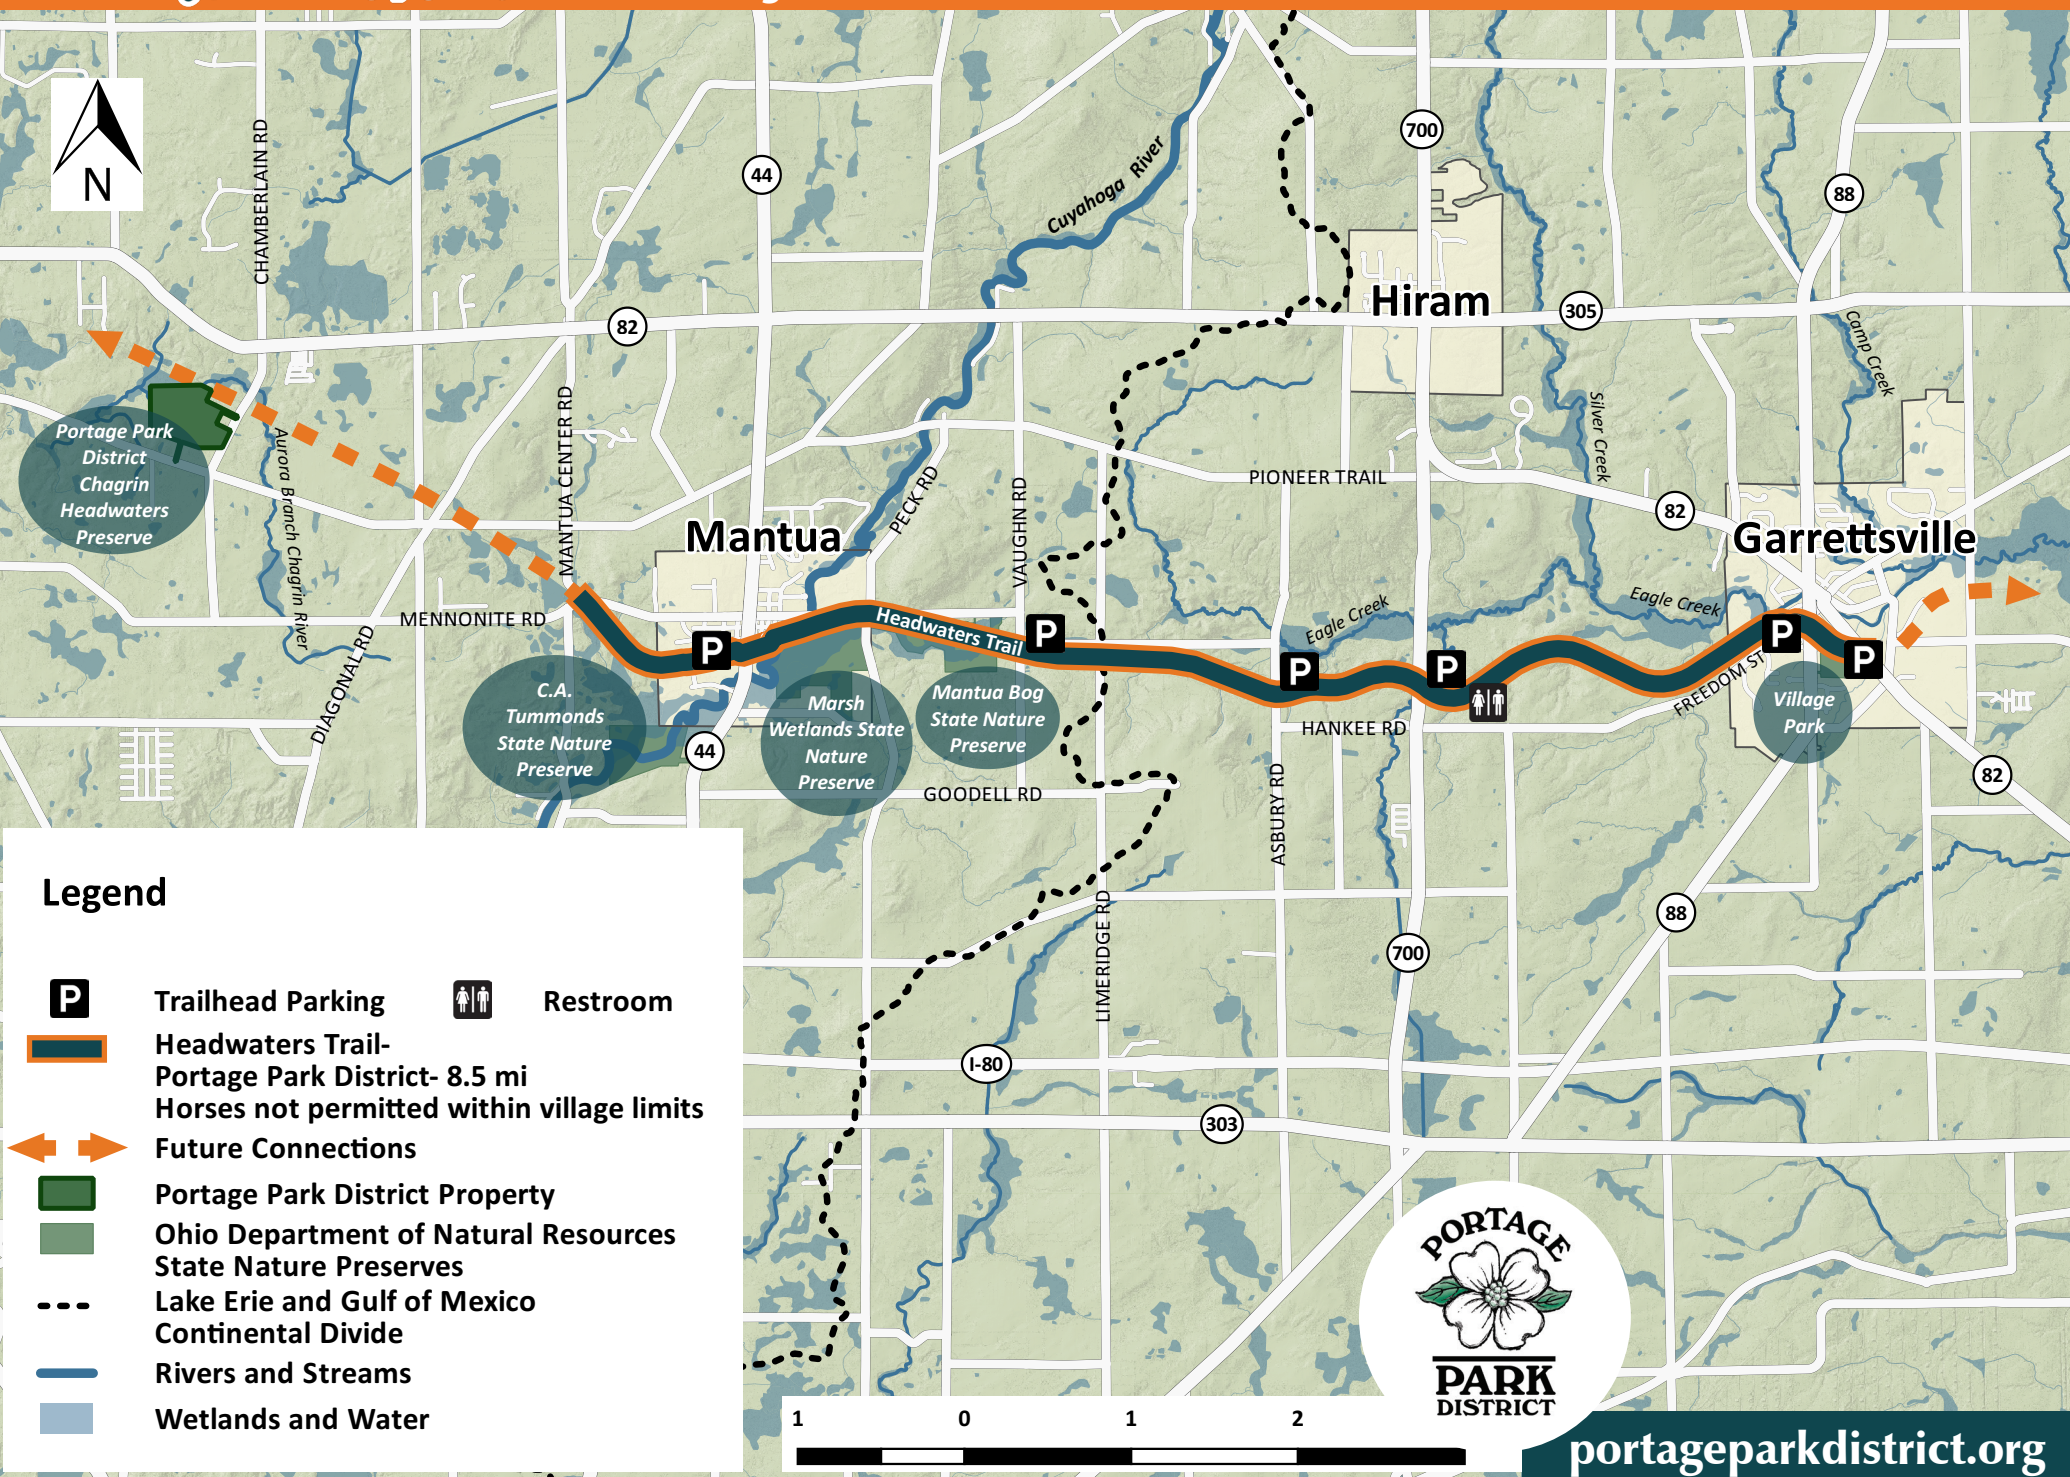 N
CHAMBERLAIN RD
44
Cuyahoga River
700
88
82
Hiram
305
Camp Creek
Portage Park
District
Chagrin
Headwaters
Preserve
Aurora Branch Chagrin River
MANTUA CENTER RD
PECK RD
VAUGHN RD
PIONEER TRAIL
Silver Creek
82
Mantua
Garrettsville
MENNONITE RD
DIAGONAL RD
P
Headwaters Trail
P
Eagle Creek
Eagle Creek
P
P
P
P
FREEDOM ST
C.A.
Tummonds
State Nature
Preserve
44
Marsh
Wetlands State
Nature
Preserve
Mantua Bog
State Nature
Preserve
HANKEE RD
Village
Park
GOODELL RD
ASBURY RD
82
LIMERIDGE RD
88
700
I-80
303
Legend
P Trailhead Parking Restroom
Headwaters Trail-
Portage Park District- 8.5 mi
Horses not permitted within village limits
Future Connections
Portage Park District Property
Ohio Department of Natural Resources
State Nature Preserves
Lake Erie and Gulf of Mexico
Continental Divide
Rivers and Streams
Wetlands and Water
1 0 1 2
PORTAGE
PARK
DISTRICT
portageparkdistrict.org